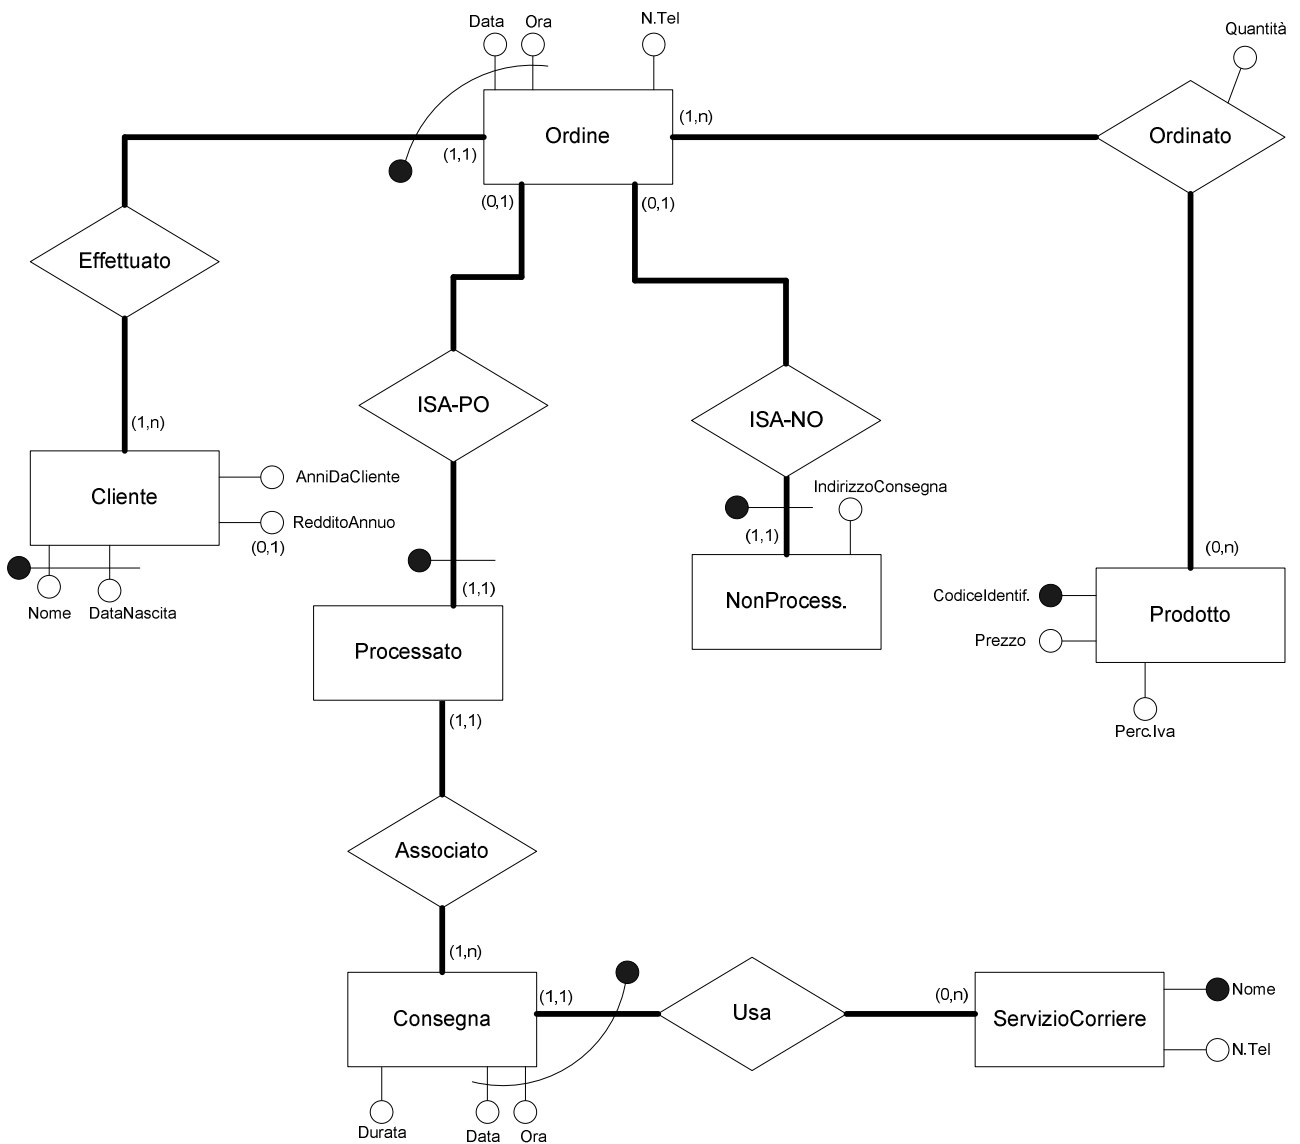 Data
Ora
N.Tel
Quantità
(1,n)
Ordine
Ordinato
(1,1)
(0,1)
(0,1)
Effettuato
ISA-PO
ISA-NO
(1,n)
AnniDaCliente
Cliente
RedditoAnnuo
(0,1)
Nome
DataNascita
IndirizzoConsegna
(1,1)
(0,n)
(1,1)
CodiceIdentif.
NonProcess.
Prodotto
Prezzo
Processato
(1,1)
Perc.Iva
Associato
(1,n)
(1,1)
(0,n)
Nome
Consegna
Usa
ServizioCorriere
N.Tel
Durata
Data
Ora